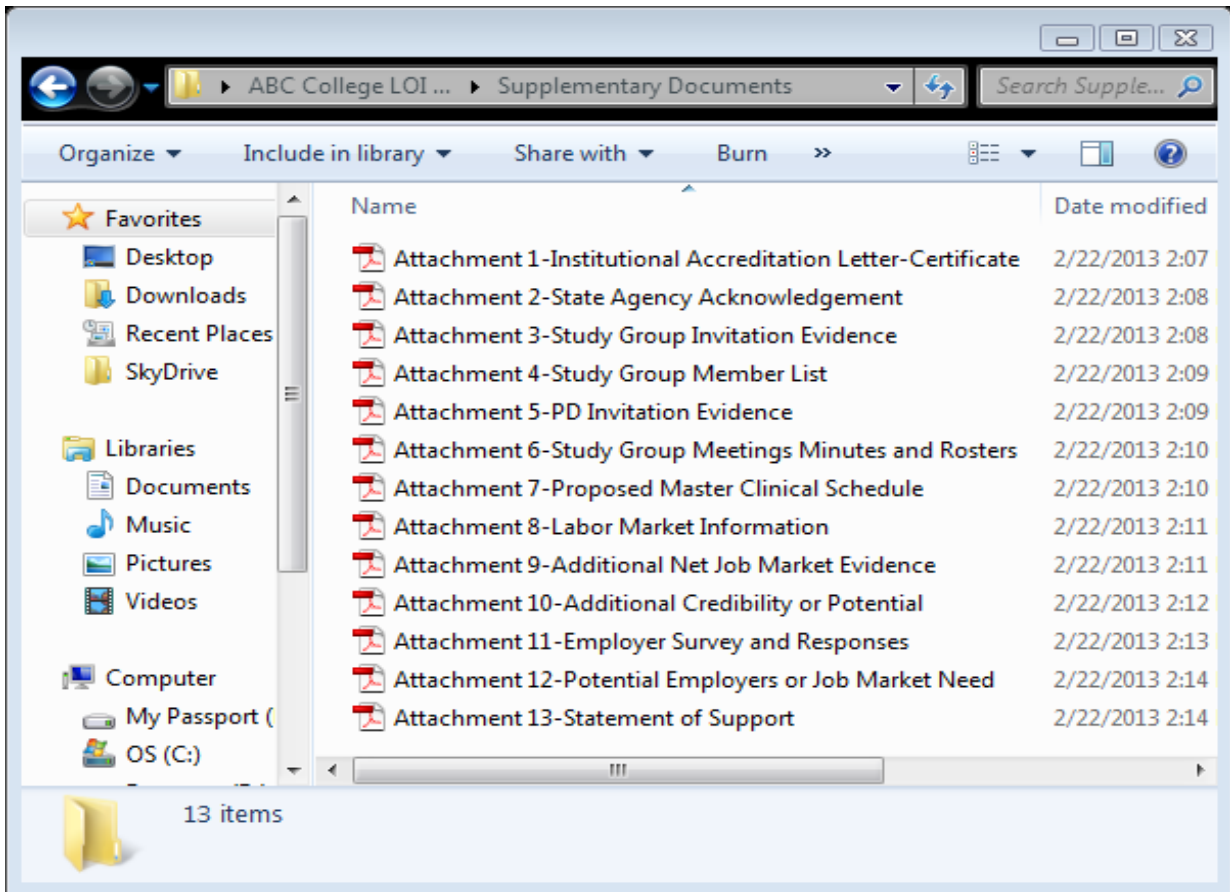 ABC College LOI ... Supplementary Documents Search Supple...
Organize Include in library Share with Burn »
Favorites
Desktop
Downloads
Recent Places
SkyDrive
Libraries
Documents
Music
Pictures
Videos
Computer
My Passport (
OS (C:)
Name Date modified
Attachment 1-Institutional Accreditation Letter-Certificate 2/22/2013 2:07
Attachment 2-State Agency Acknowledgement 2/22/2013 2:08
Attachment 3-Study Group Invitation Evidence 2/22/2013 2:08
Attachment 4-Study Group Member List 2/22/2013 2:09
Attachment 5-PD Invitation Evidence 2/22/2013 2:09
Attachment 6-Study Group Meetings Minutes and Rosters 2/22/2013 2:10
Attachment 7-Proposed Master Clinical Schedule 2/22/2013 2:10
Attachment 8-Labor Market Information 2/22/2013 2:11
Attachment 9-Additional Net Job Market Evidence 2/22/2013 2:11
Attachment 10-Additional Credibility or Potential 2/22/2013 2:12
Attachment 11-Employer Survey and Responses 2/22/2013 2:13
Attachment 12-Potential Employers or Job Market Need 2/22/2013 2:14
Attachment 13-Statement of Support 2/22/2013 2:14
13 items